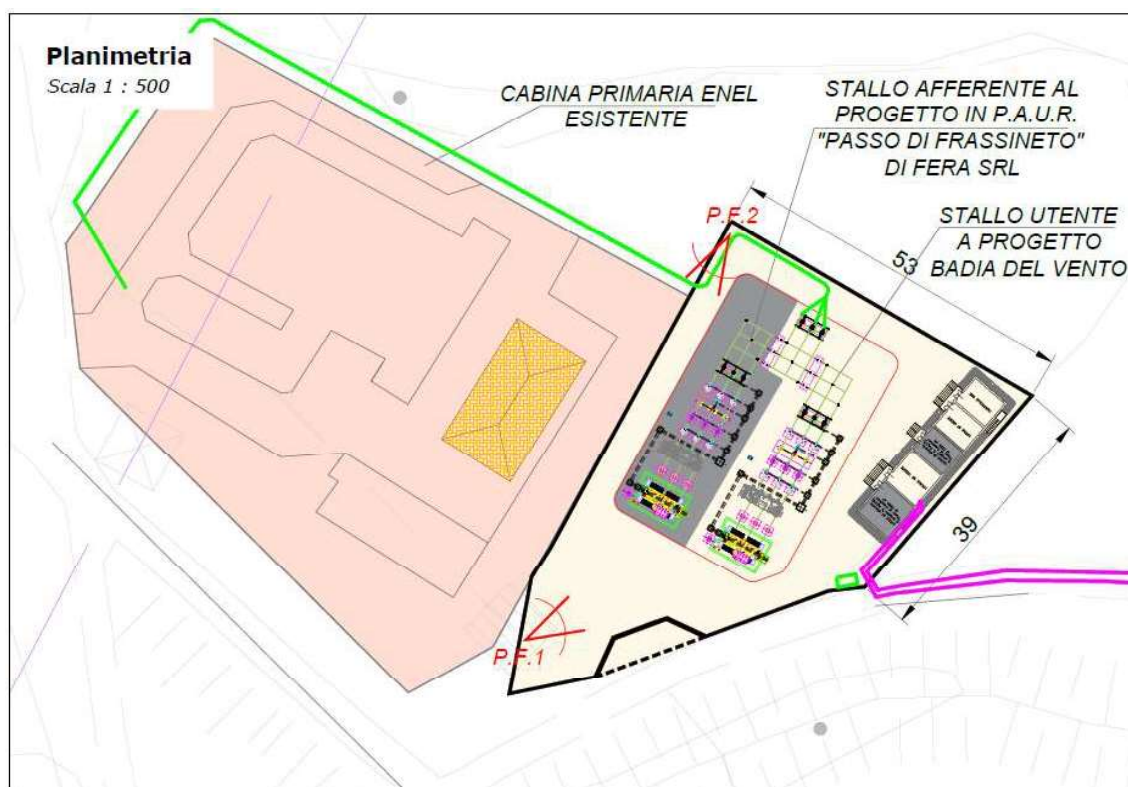 Planimetria
Scala 1 : 500
CABINA PRIMARIA ENEL
ESISTENTE
STALLO AFFERENTE AL
PROGETTO IN P.A.U.R.
"PASSO DI FRASSINETO"
DI FERA SRL
STALLO UTENTE
A PROGETTO
BADIA DEL VENTO
P.F.2
53
39
P.F.1